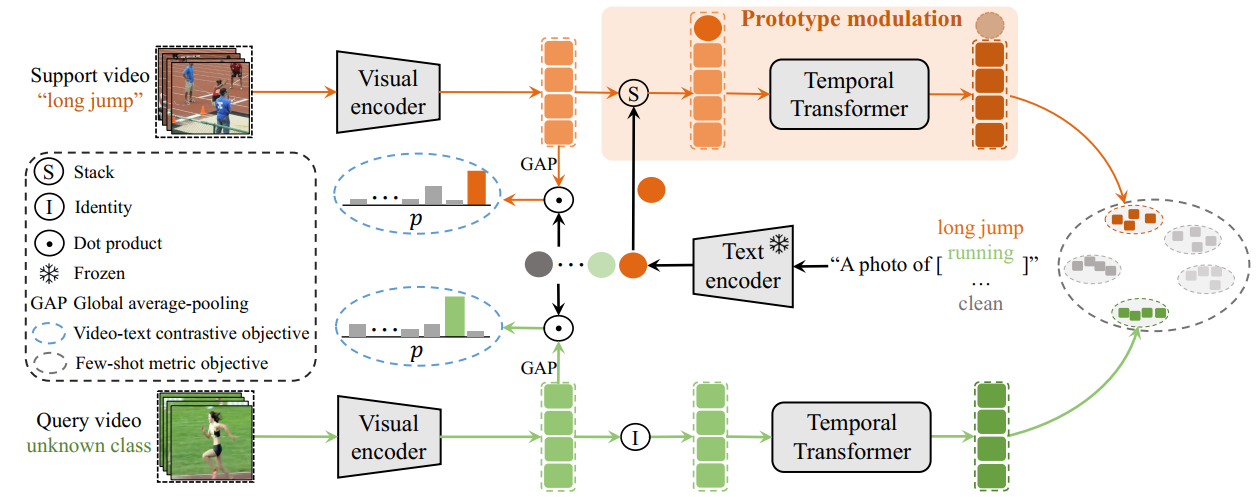 Prototype modulation
Support video
“long jump”
Visual
encoder
S
Temporal
Transformer
GAP
S Stack
I Identity
Dot product
Frozen
GAP Global average-pooling
Video-text contrastive objective
Few-shot metric objective
...
p
...
Text
encoder
“A photo of [ ]”
long jump
running
...
clean
...
p
GAP
Query video
unknown class
Visual
encoder
I
Temporal
Transformer